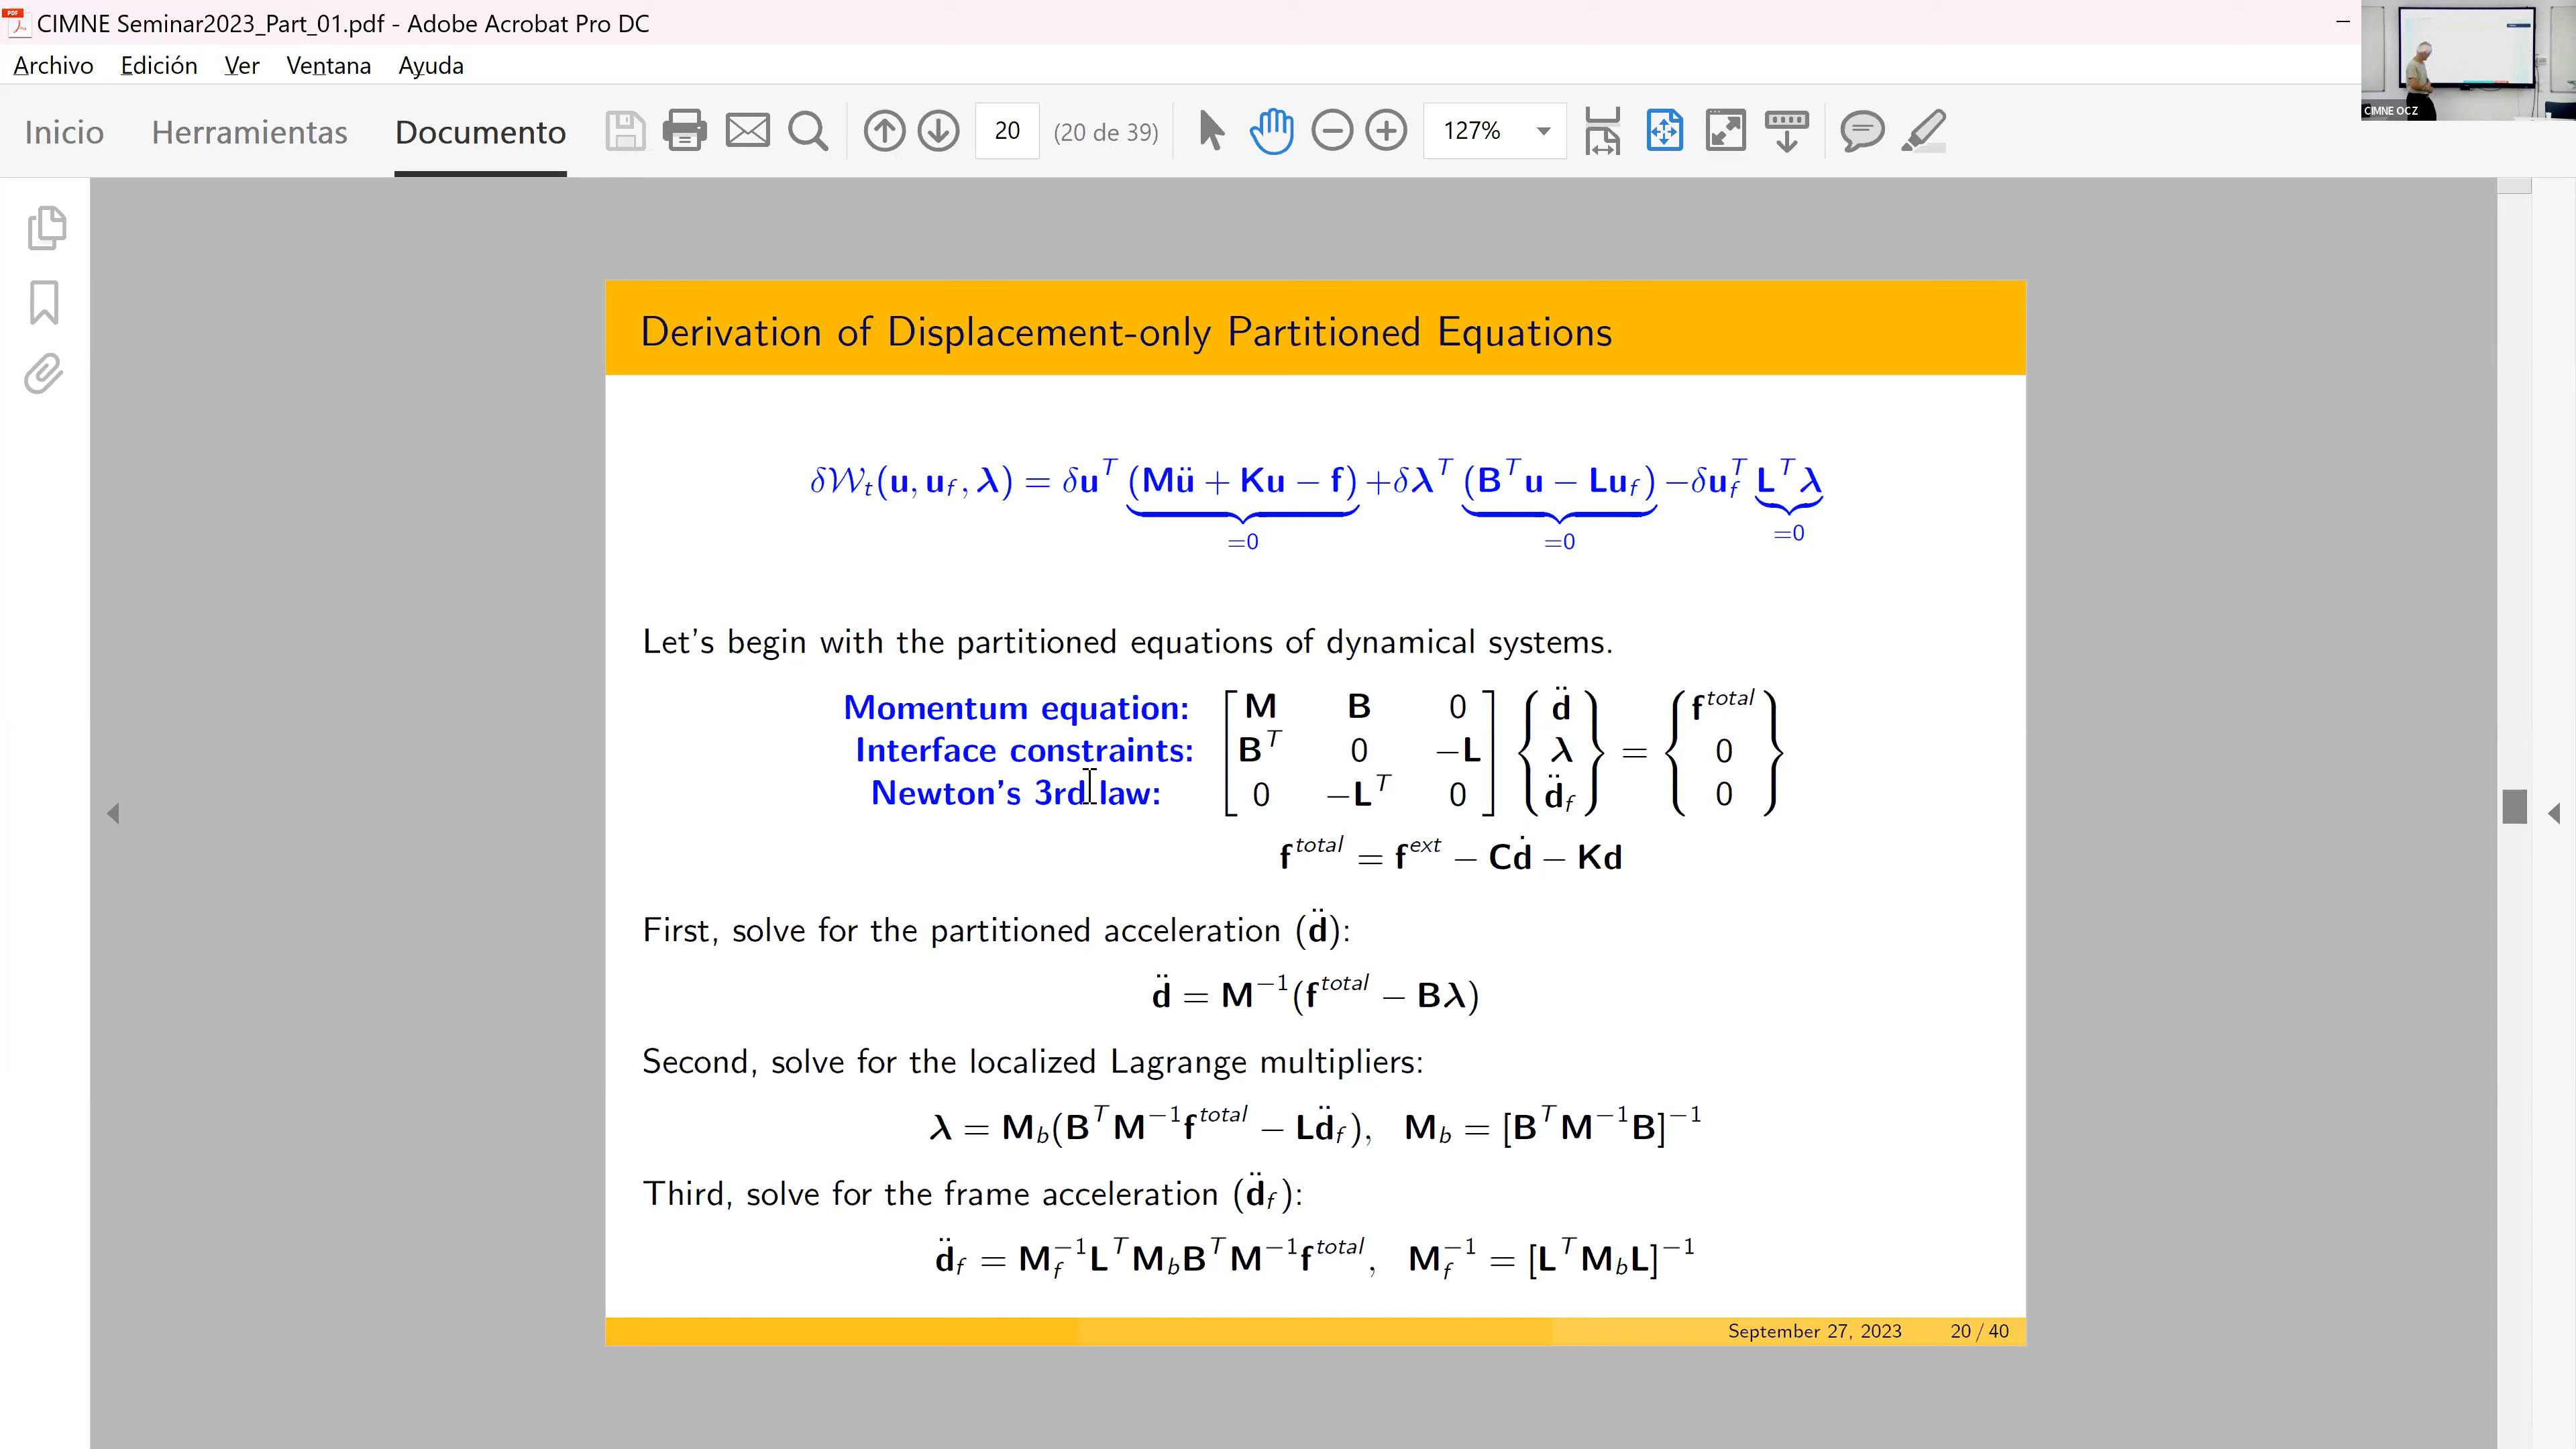 CIMNE Seminar2023_Part_01.pdf - Adobe Acrobat Pro DC
Archivo Edición Ver Ventana Ayuda
Inicio Herramientas Documento 20 (20 de 39) 127%
CIMNE OCZ
Derivation of Displacement-only Partitioned Equations
δ𝒲ₜ(u, u_f, λ) = δu^T (Mü + Ku − f) +δλ^T (B^T u − Lu_f) −δu_f^T L^T λ
=0 =0 =0
Let's begin with the partitioned equations of dynamical systems.
Momentum equation: [M B 0] {d̈} = {f^total}
Interface constraints: [B^T 0 −L] {λ} = {0}
Newton's 3rd law: [0 −L^T 0] {d̈_f} = {0}
f^total = f^ext − Cḋ − Kd
First, solve for the partitioned acceleration (d̈):
d̈ = M^−1(f^total − Bλ)
Second, solve for the localized Lagrange multipliers:
λ = M_b(B^T M^−1 f^total − Ld̈_f), M_b = [B^T M^−1 B]^−1
Third, solve for the frame acceleration (d̈_f):
d̈_f = M_f^−1 L^T M_b B^T M^−1 f^total, M_f^−1 = [L^T M_b L]^−1
September 27, 2023 20 / 40